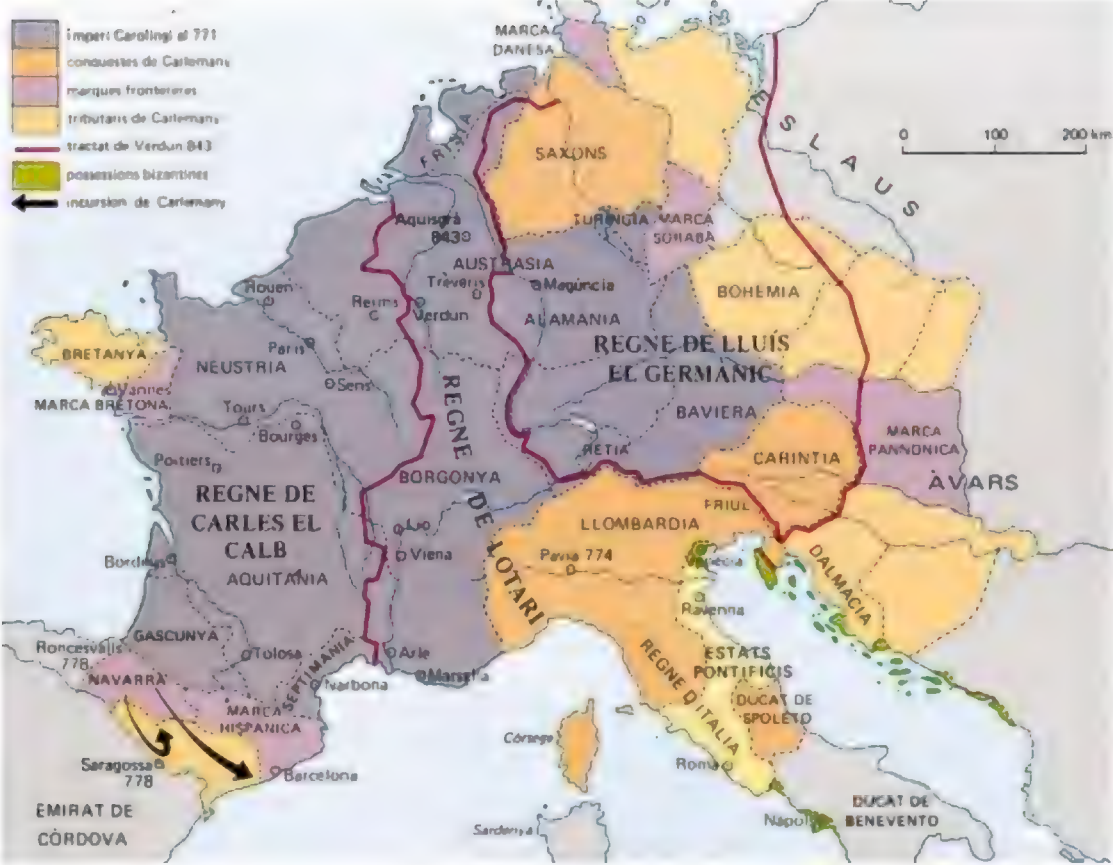 imperi Carolingi al 771
conquestes de Carlemany
marques frontereres
tributaris de Carlemany
tractat de Verdun 843
possessions bizantines
incursion de Carlemany
MARCA
DANESA
ESLAUS
0 100 200 km
FRISIA
SAXONS
TURINGIA
MARCA
SORABA
Aquisgrà
843
AUSTRASIA
Trèveris
Magúncia
BOHEMIA
Rouen
Reims
Verdun
ALAMANIA
REGNE DE LLUÍS
EL GERMÀNIC
BRETANYA
Paris
NEUSTRIA
Sens
Vannes
MARCA BRETONA
Tours
Bourges
REGNE
DE LOTARI
BAVIERA
MARCA
PANNONICA
RETIA
CARINTIA
Poitiers
BORGONYA
ÀVARS
REGNE DE
CARLES EL
CALB
FRIUL
LLOMBARDIA
Lió
Viena
Pavia 774
Venècia
DALMACIA
Bordeus
AQUITANIA
Ravenna
GASCUNYA
Roncesvalls
778
Tolosa
SEPTIMANIA
Arle
Marsella
ESTATS
PONTIFICIS
NAVARRA
Narbona
REGNE D'ITALIA
DUCAT DE
SPOLETO
MARCA
HISPANICA
Còrsega
Saragossa
778
Barcelona
Roma
EMIRAT DE
CÒRDOVA
Sardenya
Nàpols
DUCAT DE
BENEVENTO